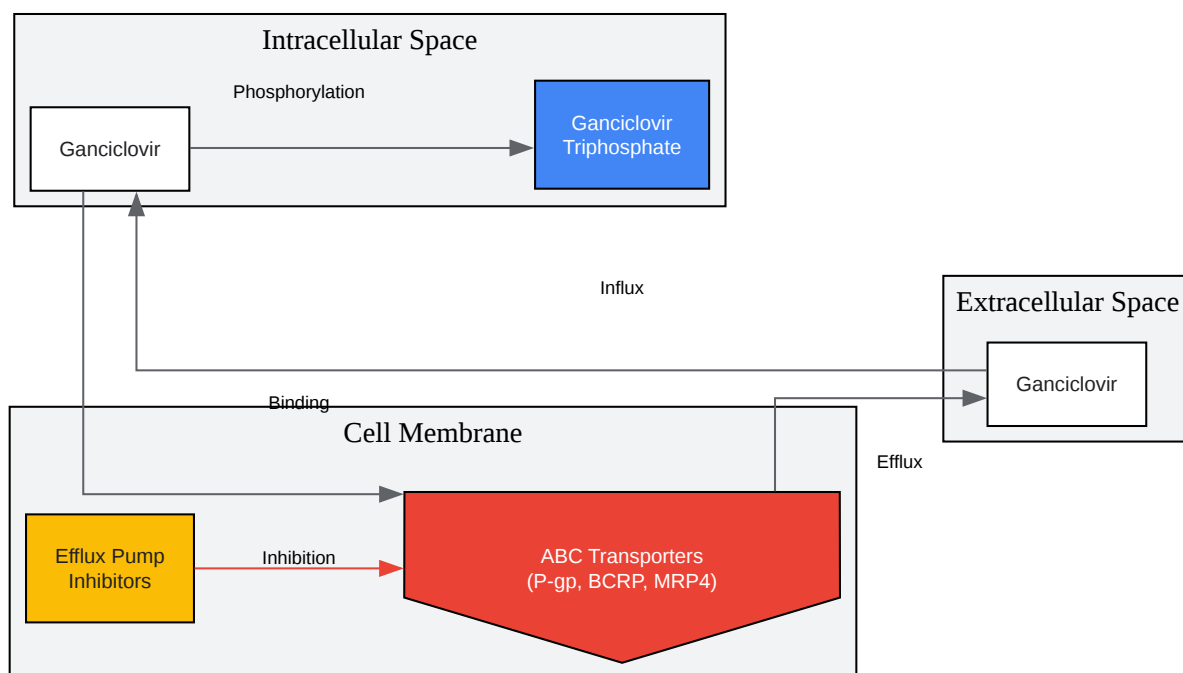 Intracellular Space
Phosphorylation
Ganciclovir
Ganciclovir
Triphosphate
Influx
Extracellular Space
Ganciclovir
Binding
Cell Membrane
Efflux
Efflux Pump
Inhibitors
Inhibition
ABC Transporters
(P-gp, BCRP, MRP4)